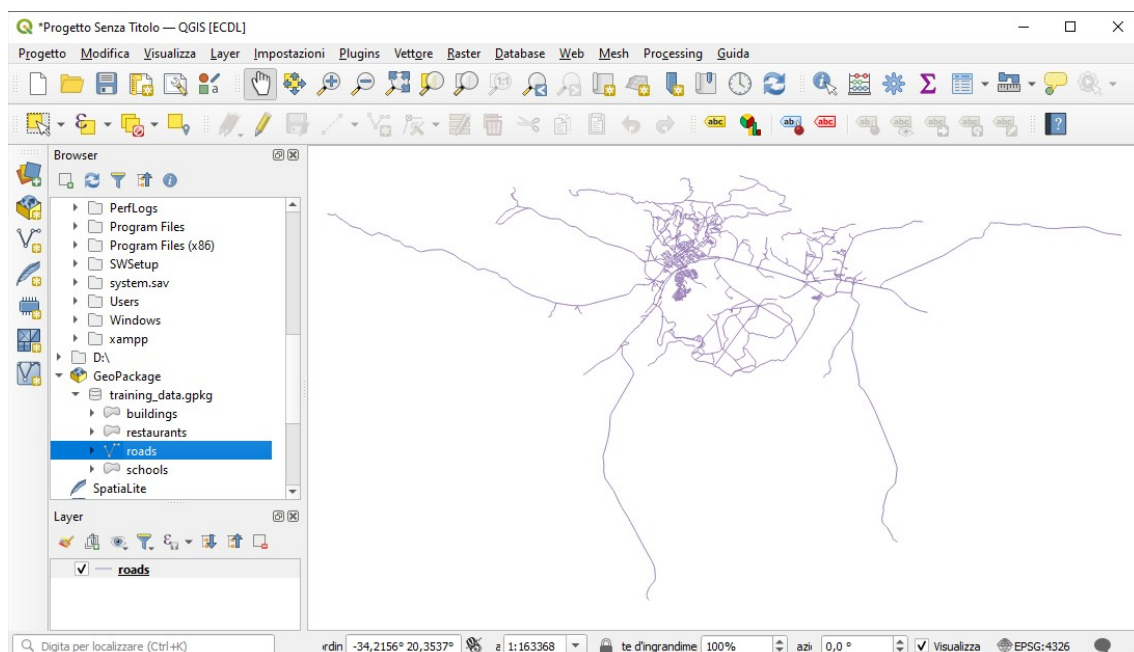 *Progetto Senza Titolo — QGIS [ECDL]
Progetto Modifica Visualizza Layer Impostazioni Plugins Vettore Raster Database Web Mesh Processing Guida
Browser
PerfLogs
Program Files
Program Files (x86)
SWSetup
system.sav
Users
Windows
xampp
D:\
GeoPackage
training_data.gpkg
buildings
restaurants
roads
schools
SpatiaLite
Layer
roads
Digita per localizzare (Ctrl+K) rdin -34,2156° 20,3537° a 1:163368 te d'ingrandime 100% azi 0,0 ° Visualizza EPSG:4326